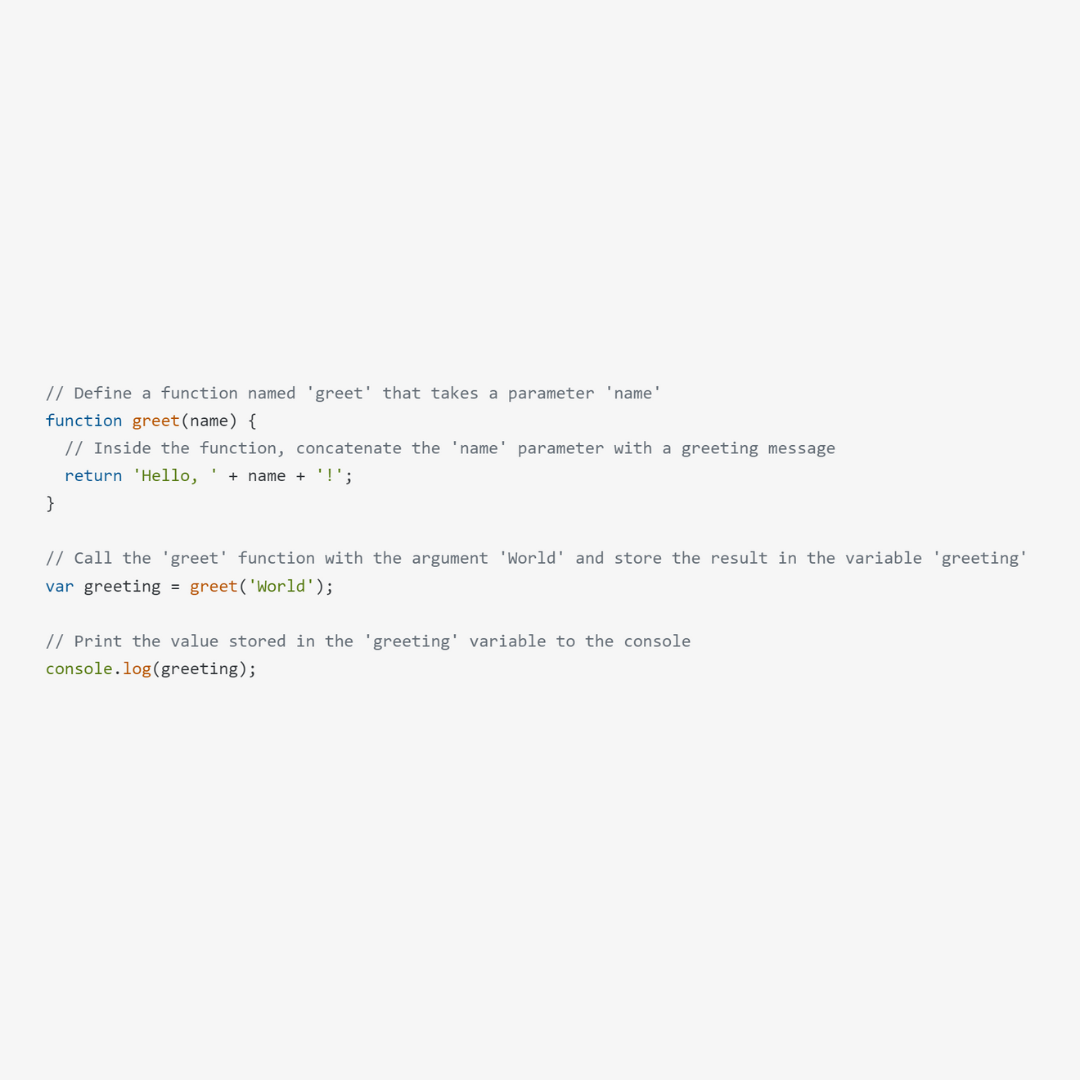 // Define a function named 'greet' that takes a parameter 'name'
function greet(name) {
  // Inside the function, concatenate the 'name' parameter with a greeting message
  return 'Hello, ' + name + '!';
}

// Call the 'greet' function with the argument 'World' and store the result in the variable 'greeting'
var greeting = greet('World');

// Print the value stored in the 'greeting' variable to the console
console.log(greeting);